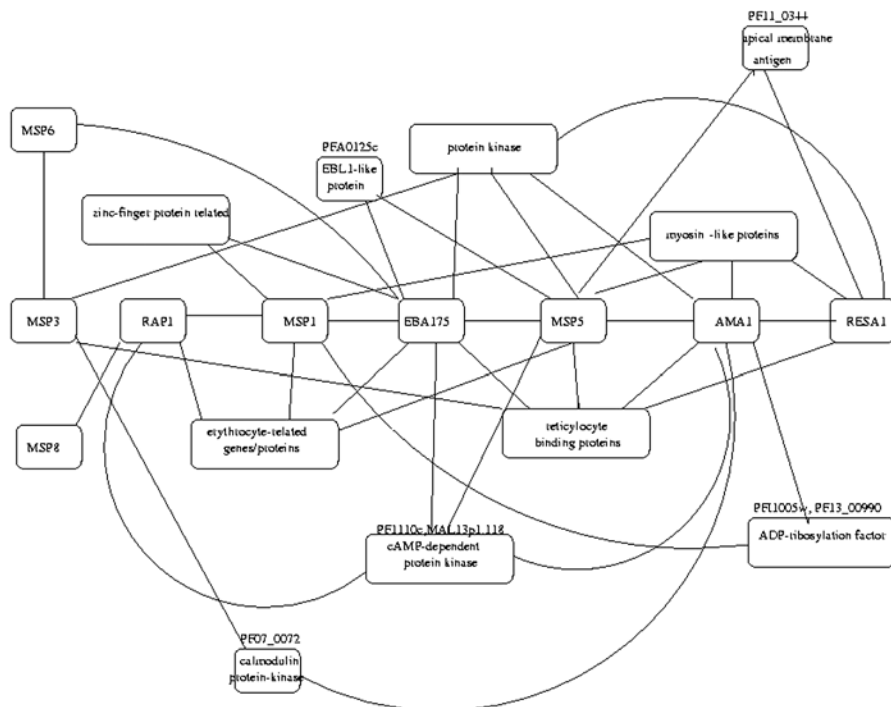 PF11_0344
apical membrane
antigen
MSP6
PFA0125c
EBL1-like
protein
protein kinase
zinc-finger protein related
myosin -like proteins
MSP3
RAP1
MSP1
EBA175
MSP5
AMA1
RESA1
MSP8
erythrocyte-related
genes/proteins
reticylocyte
binding proteins
PF1110c,MAL13p1.118
cAMP-dependent
protein kinase
PFI1005w, PF13_00990
ADP-ribosylation factor
PF07_0072
calmodulin
protein-kinase